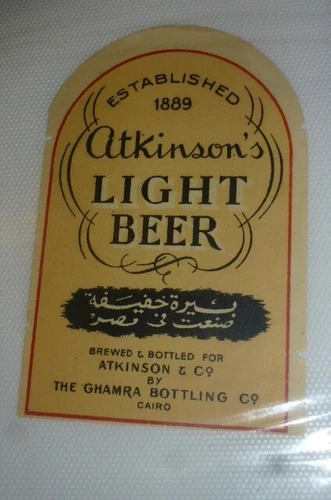 ESTABLISHED
1889
Atkinson's
LIGHT
BEER
بيرة خفيفة
صنعت في مصر
BREWED & BOTTLED FOR
ATKINSON & Co
BY
THE GHAMRA BOTTLING Co
CAIRO